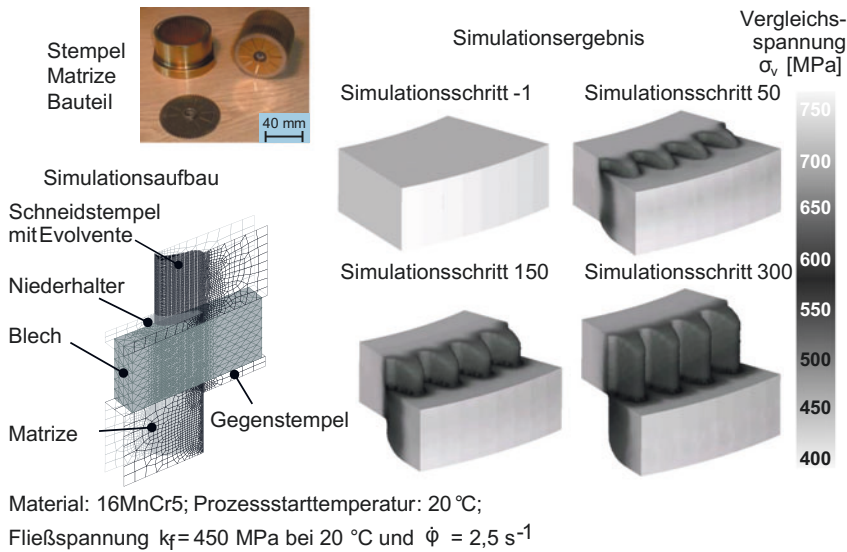 Stempel
Matrize
Bauteil
40 mm
Simulationsaufbau
Schneidstempel
mit Evolvente
Niederhalter
Blech
Matrize
Gegenstempel
Simulationsergebnis
Simulationsschritt -1
Simulationsschritt 50
Simulationsschritt 150
Simulationsschritt 300
Vergleichs-
spannung
σv [MPa]
750
700
650
600
550
500
450
400
Material: 16MnCr5; Prozessstarttemperatur: 20 °C;
Fließspannung kf = 450 MPa bei 20 °C und φ̇ = 2,5 s-1